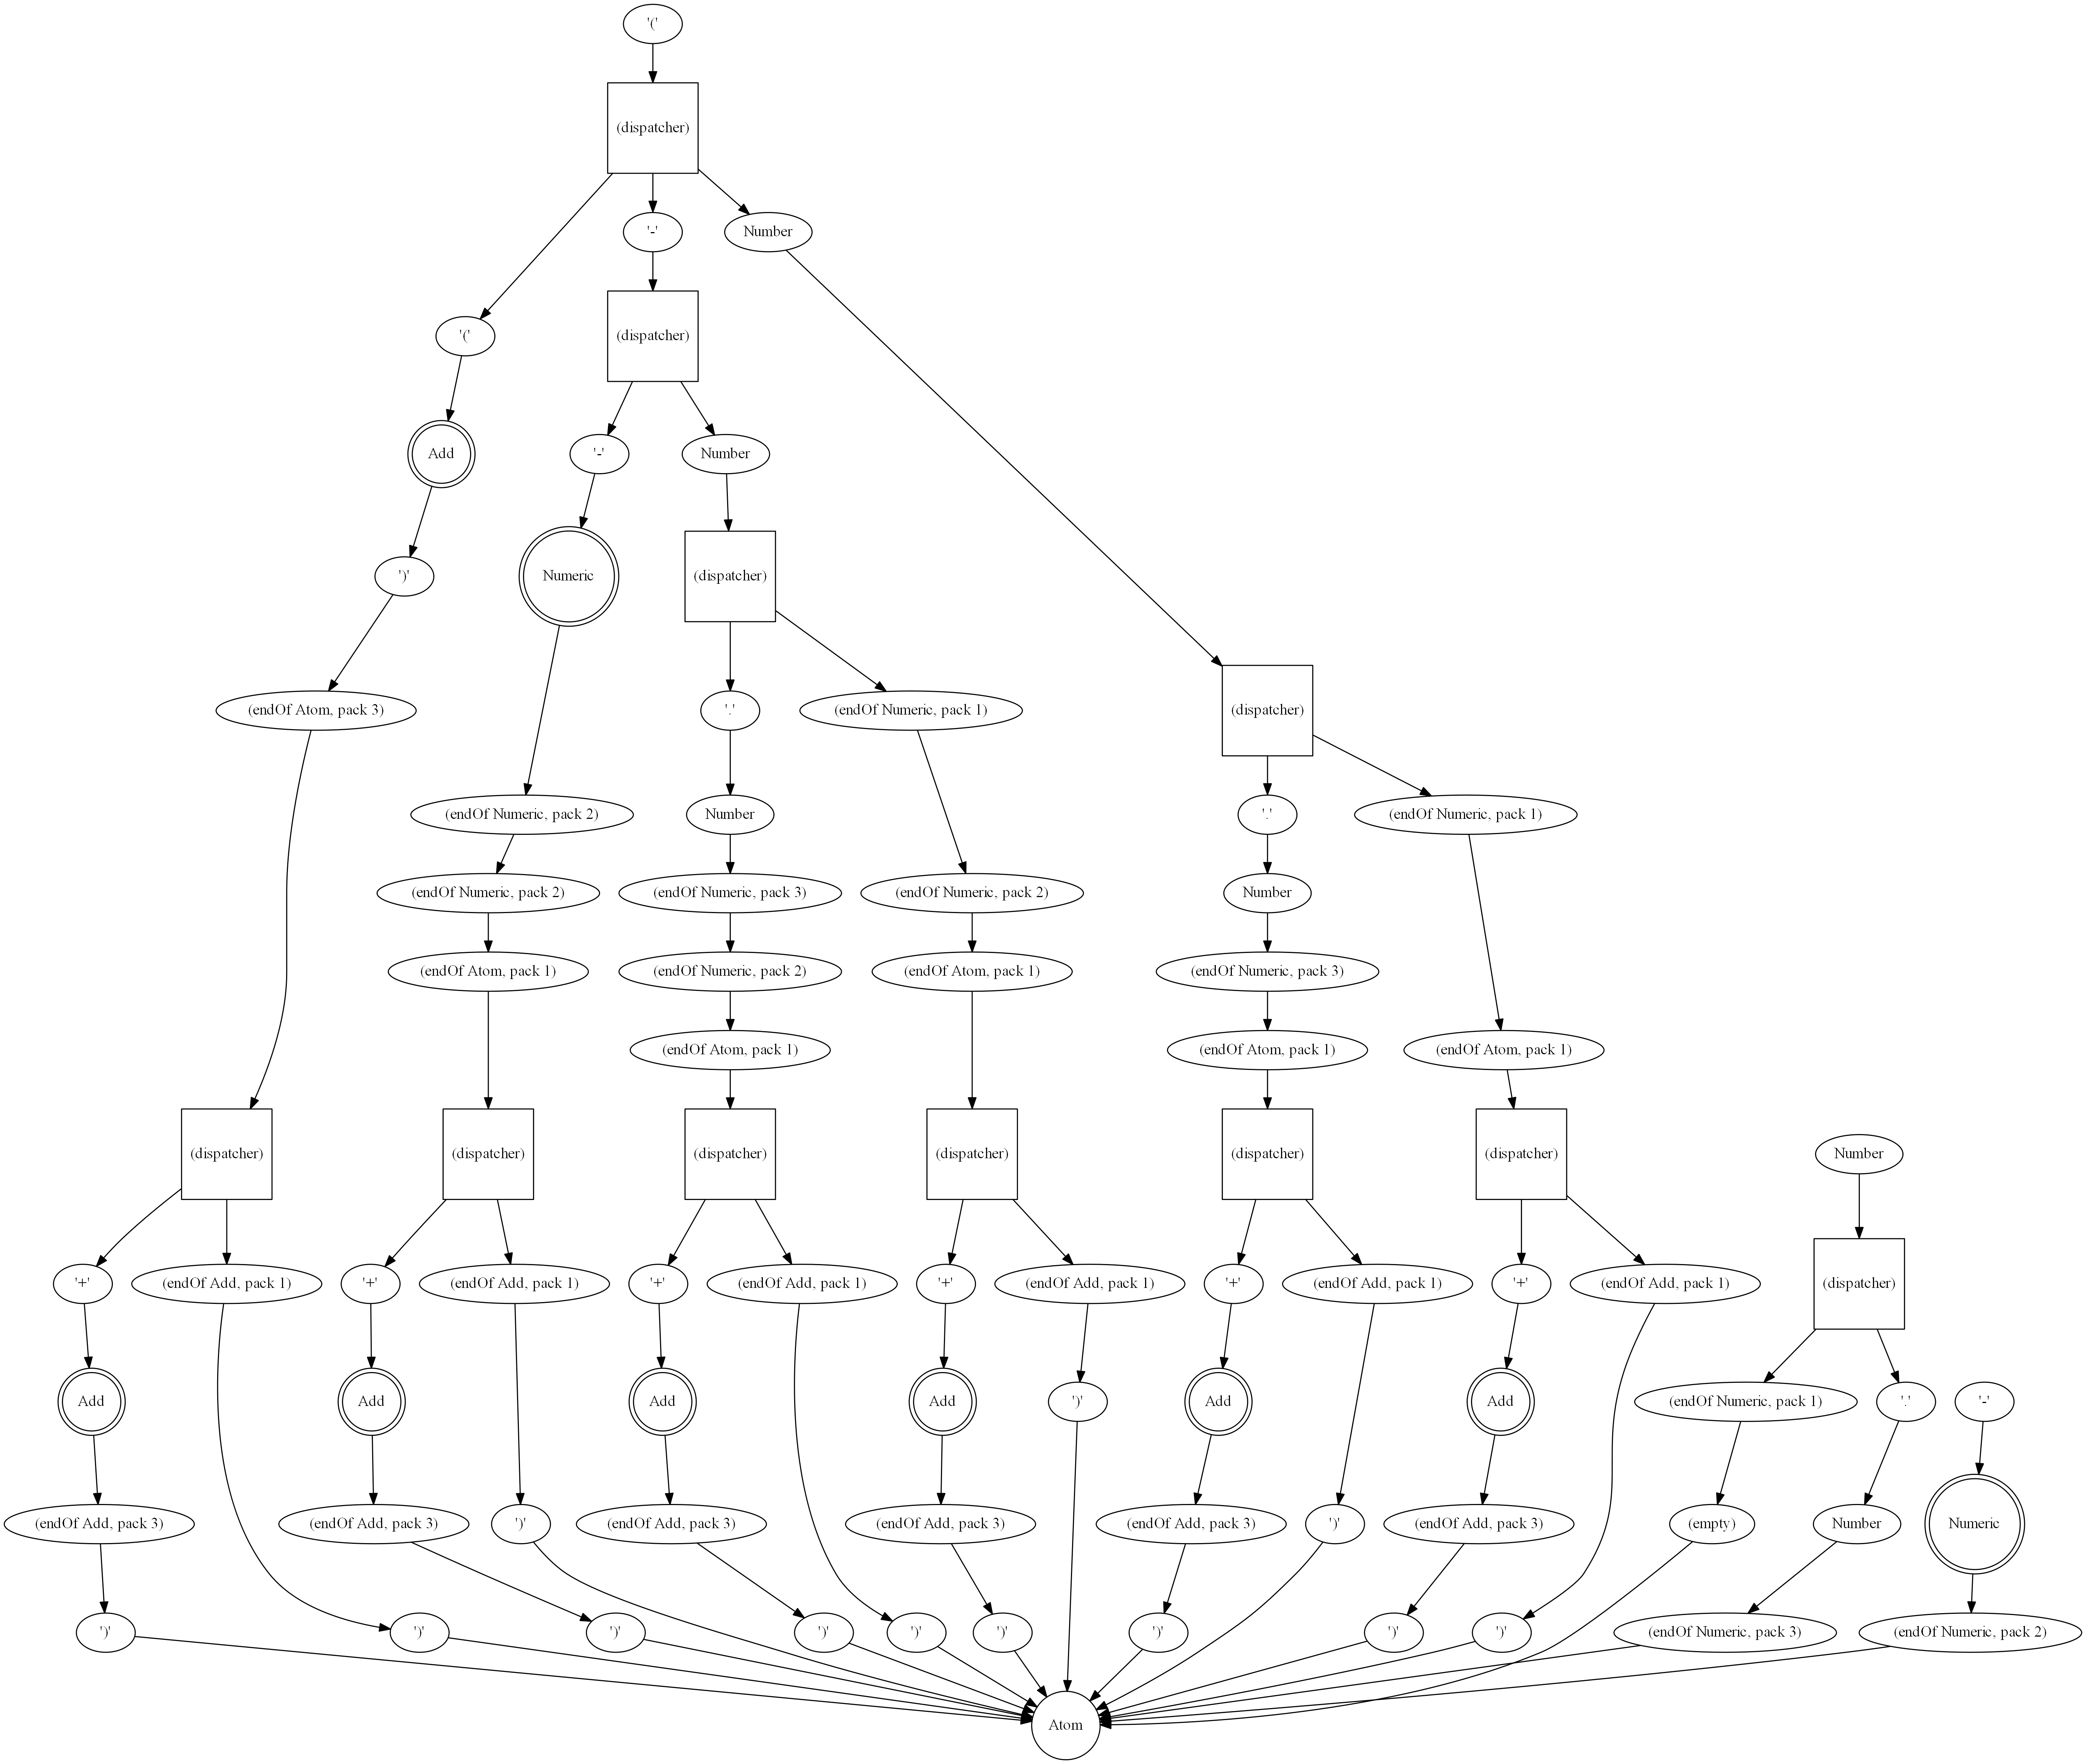 '('
(dispatcher)
'-'
Number
'('
(dispatcher)
Add
'-'
Number
')'
Numeric
(dispatcher)
(endOf Atom, pack 3)
'.'
(endOf Numeric, pack 1)
(dispatcher)
(endOf Numeric, pack 2)
Number
'.'
(endOf Numeric, pack 1)
(endOf Numeric, pack 2)
(endOf Numeric, pack 3)
(endOf Numeric, pack 2)
Number
(endOf Atom, pack 1)
(endOf Numeric, pack 2)
(endOf Atom, pack 1)
(endOf Numeric, pack 3)
(endOf Atom, pack 1)
(endOf Atom, pack 1)
(endOf Atom, pack 1)
(dispatcher)
(dispatcher)
(dispatcher)
(dispatcher)
(dispatcher)
(dispatcher)
Number
'+'
(endOf Add, pack 1)
'+'
(endOf Add, pack 1)
'+'
(endOf Add, pack 1)
'+'
(endOf Add, pack 1)
'+'
(endOf Add, pack 1)
'+'
(endOf Add, pack 1)
(dispatcher)
Add
Add
Add
Add
')'
Add
Add
(endOf Numeric, pack 1)
'.'
'-'
(endOf Add, pack 3)
(endOf Add, pack 3)
')'
(endOf Add, pack 3)
(endOf Add, pack 3)
(endOf Add, pack 3)
')'
(endOf Add, pack 3)
(empty)
Number
Numeric
')'
')'
')'
')'
')'
')'
')'
')'
')'
(endOf Numeric, pack 3)
(endOf Numeric, pack 2)
Atom